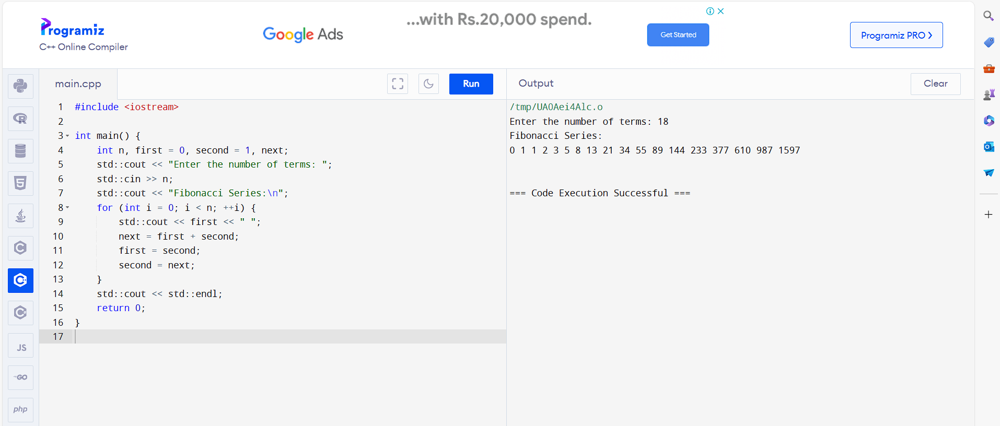 Programiz
C++ Online Compiler
Google Ads
...with Rs.20,000 spend.
Get Started
Programiz PRO ❯
main.cpp
Run
Output
Clear
1 #include <iostream>
2
3 int main() {
4     int n, first = 0, second = 1, next;
5     std::cout << "Enter the number of terms: ";
6     std::cin >> n;
7     std::cout << "Fibonacci Series:\n";
8     for (int i = 0; i < n; ++i) {
9         std::cout << first << " ";
10         next = first + second;
11         first = second;
12         second = next;
13     }
14     std::cout << std::endl;
15     return 0;
16 }
17
/tmp/UAOAei4Alc.o
Enter the number of terms: 18
Fibonacci Series:
0 1 1 2 3 5 8 13 21 34 55 89 144 233 377 610 987 1597
=== Code Execution Successful ===
R
5
C
C++
C
JS
GO
php